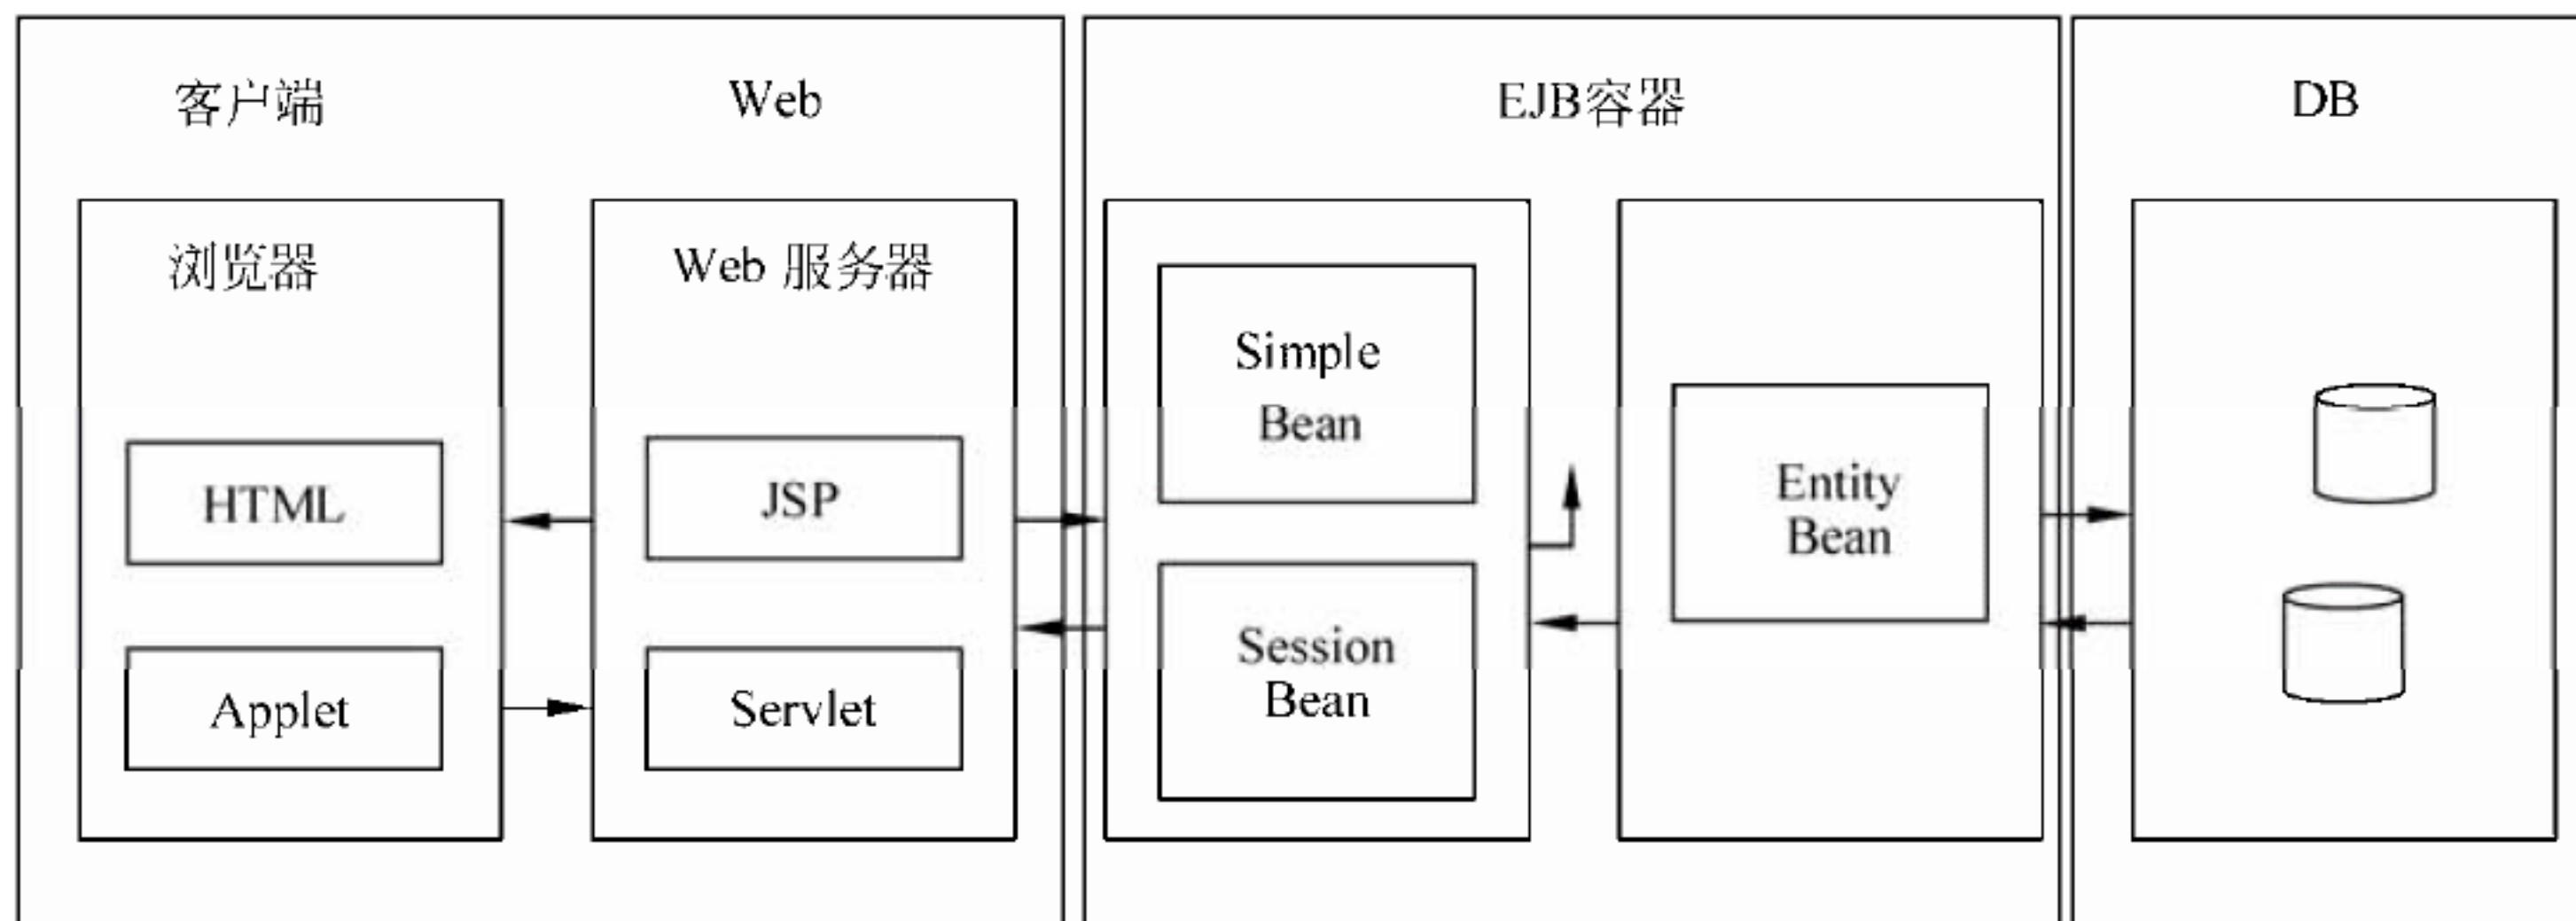 客户端
Web
EJB容器
DB
浏览器
Web 服务器
HTML
Applet
JSP
Servlet
Simple
Bean
Session
Bean
Entity
Bean